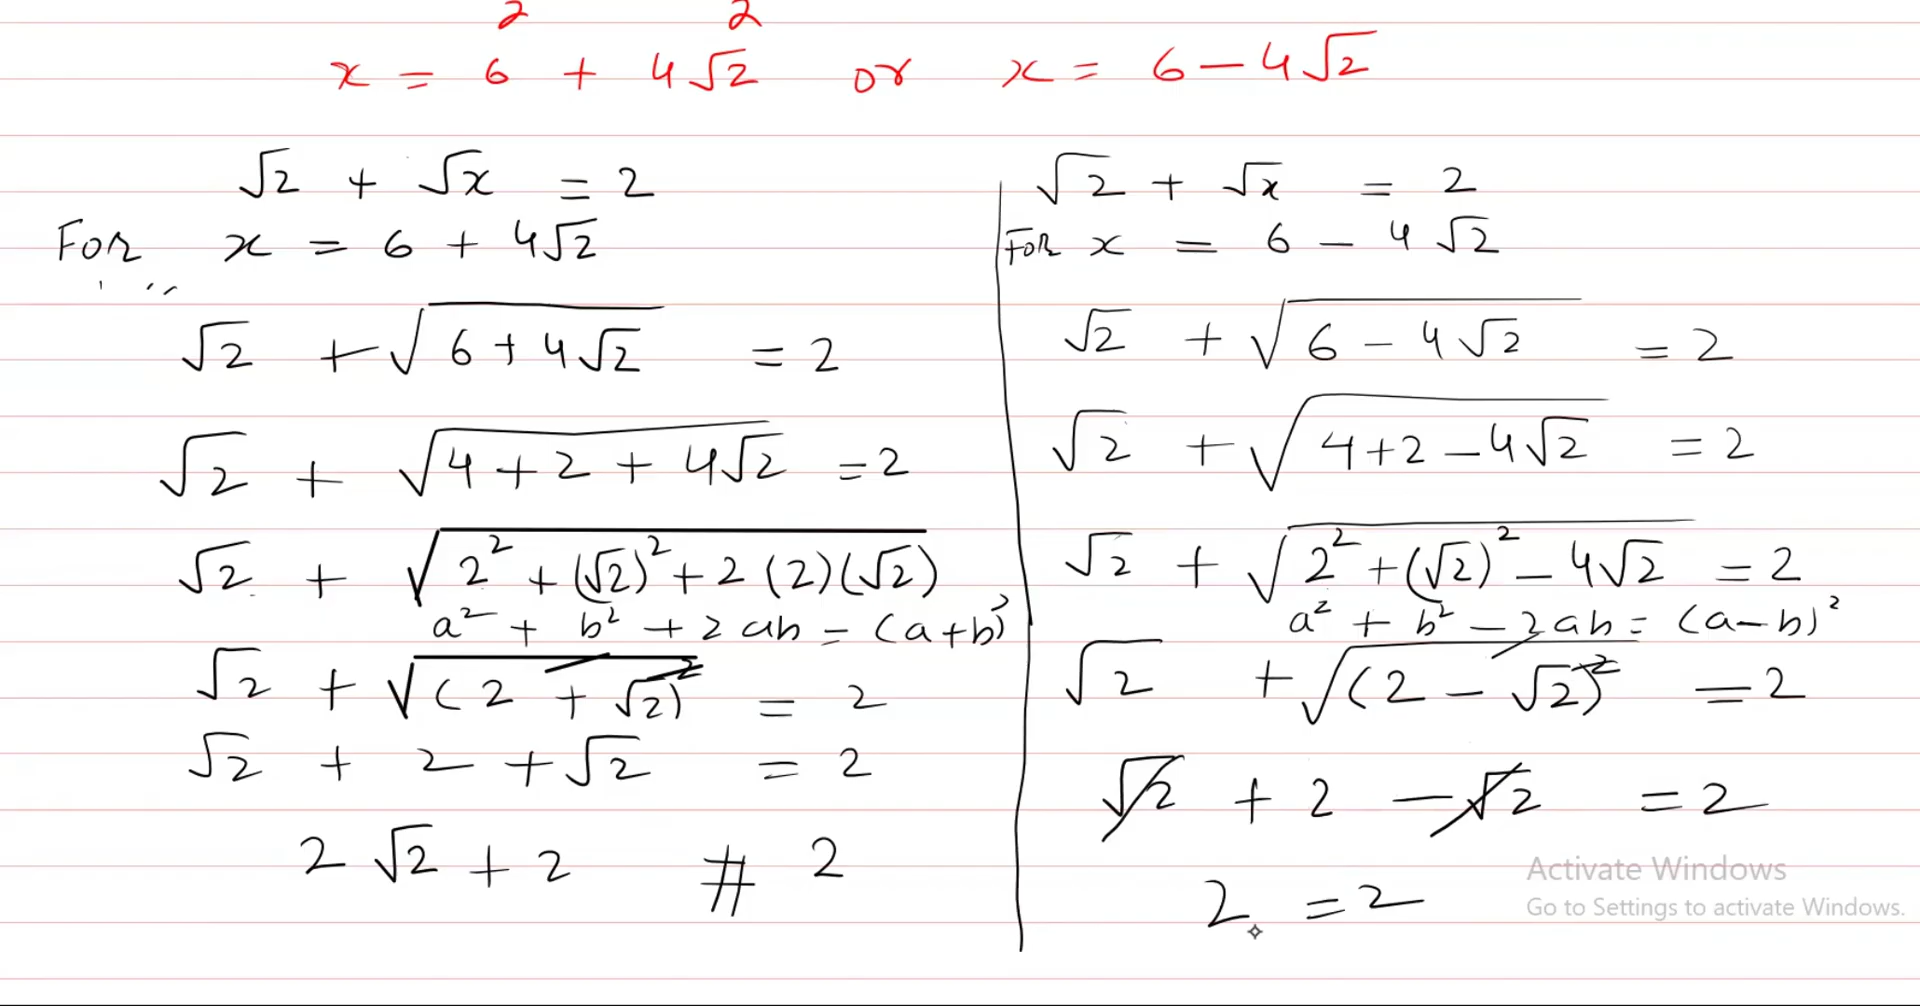 2 2
x = 6 + 4√2 or x = 6 - 4√2
√2 + √x = 2
For x = 6 + 4√2
√2 + √(6 + 4√2) = 2
√2 + √(4 + 2 + 4√2) = 2
√2 + √(2² + (√2)² + 2(2)(√2))
a² + b² + 2ab = (a+b)²
√2 + √((2 + √2)²) = 2
√2 + 2 + √2 = 2
2√2 + 2 # 2
√2 + √x = 2
For x = 6 - 4√2
√2 + √(6 - 4√2) = 2
√2 + √(4+2-4√2) = 2
√2 + √(2² + (√2)² - 4√2) = 2
a² + b² - 2ab = (a-b)²
√2 + √((2 - √2)²) = 2
√2 + 2 - √2 = 2
2 = 2
Activate Windows
Go to Settings to activate Windows.